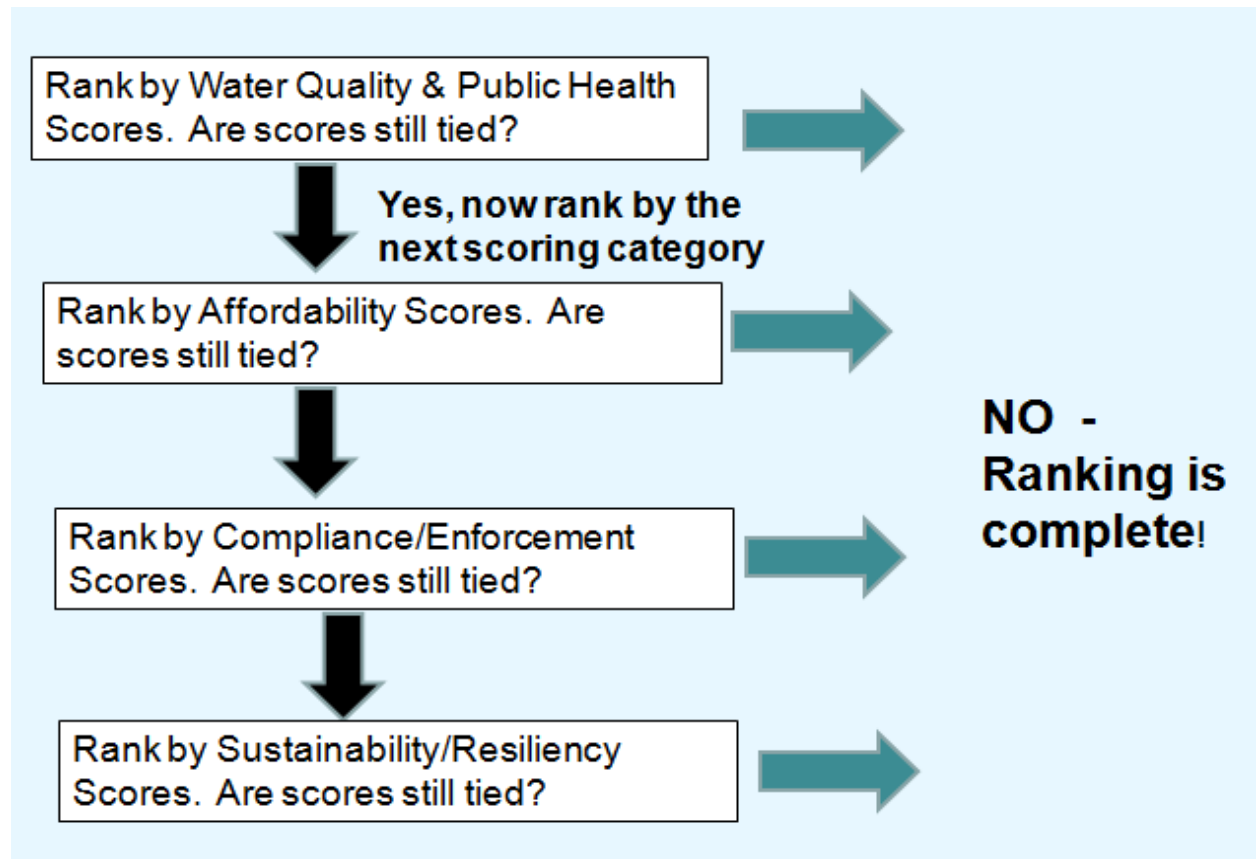 Rank by Water Quality & Public Health
Scores. Are scores still tied?
Yes, now rank by the
next scoring category
Rank by Affordability Scores. Are
scores still tied?
NO -
Ranking is
complete!
Rank by Compliance/Enforcement
Scores. Are scores still tied?
Rank by Sustainability/Resiliency
Scores. Are scores still tied?